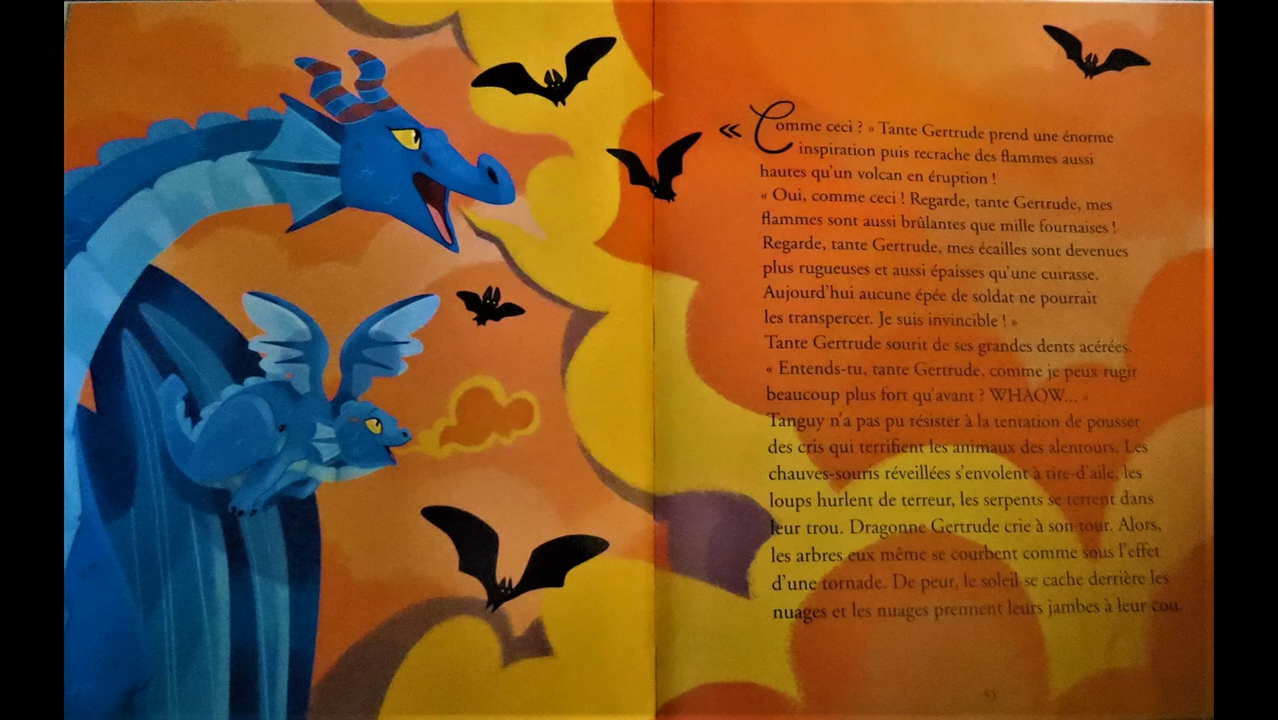 « Comme ceci ? » Tante Gertrude prend une énorme
inspiration puis recrache des flammes aussi
hautes qu'un volcan en éruption !
« Oui, comme ceci ! Regarde, tante Gertrude, mes
flammes sont aussi brûlantes que mille fournaises !
Regarde, tante Gertrude, mes écailles sont devenues
plus rugueuses et aussi épaisses qu'une cuirasse.
Aujourd'hui aucune épée de soldat ne pourrait
les transpercer. Je suis invincible ! »
Tante Gertrude sourit de ses grandes dents acérées.
« Entends-tu, tante Gertrude, comme je peux rugir
beaucoup plus fort qu'avant ? WHAOW... »
Tanguy n'a pas pu résister à la tentation de pousser
des cris qui terrifient les animaux des alentours. Les
chauves-souris réveillées s'envolent à tire-d'aile, les
loups hurlent de terreur, les serpents se terrent dans
leur trou. Dragonne Gertrude crie à son tour. Alors,
les arbres eux même se courbent comme sous l'effet
d'une tornade. De peur, le soleil se cache derrière les
nuages et les nuages prennent leurs jambes à leur cou.